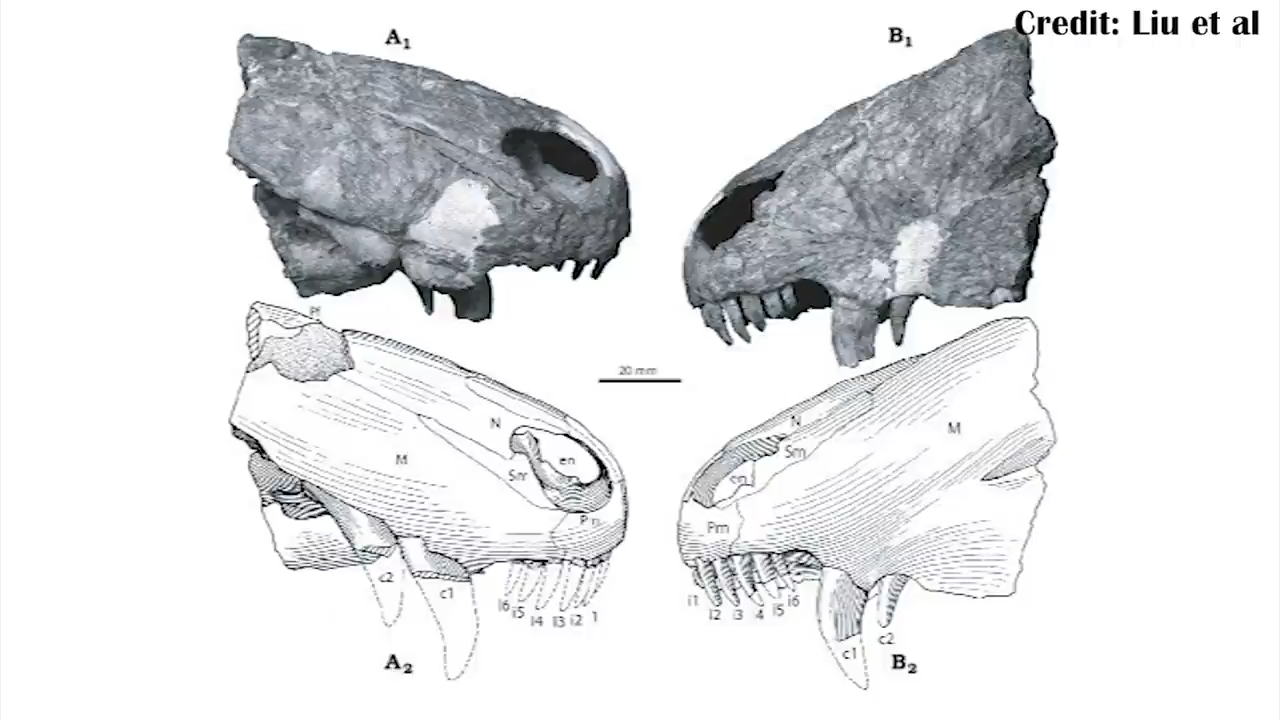 Credit: Liu et al
A1
B1
Pf
20 mm
N
M
en
Sm
Pm
c2
c1
I6
i5
I4
I3
i2
1
A2
N
M
Sm
en
Pm
i1
I2
i3
4
I5
i6
c1
c2
B2